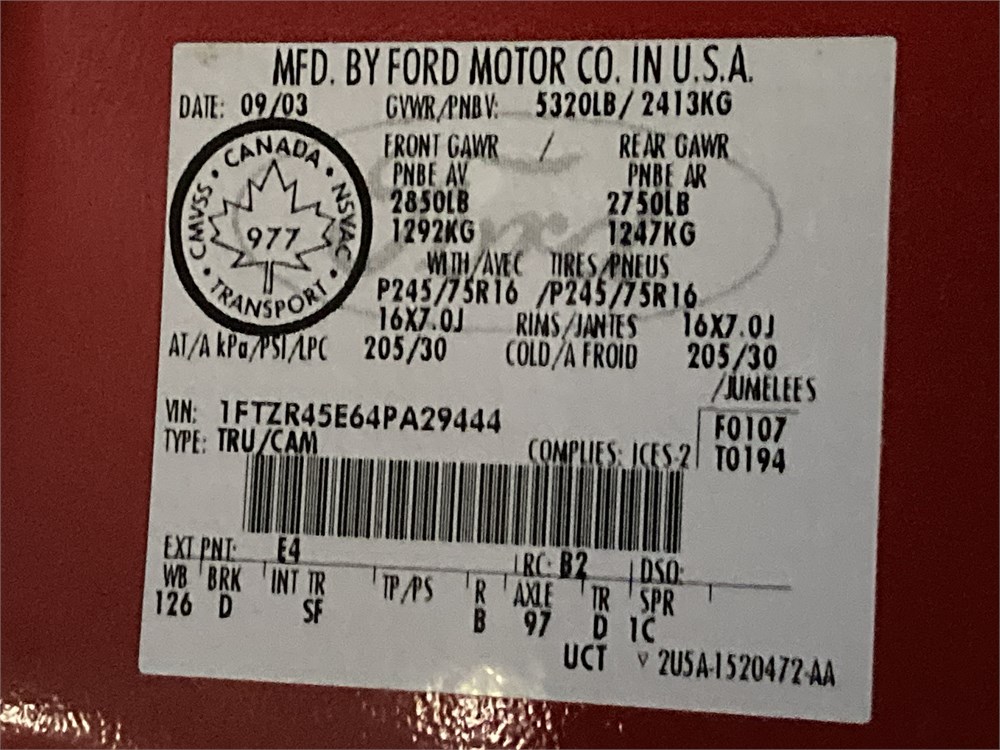 MFD. BY FORD MOTOR CO. IN U.S.A.
DATE: 09/03 GVWR/PNBV: 5320LB/ 2413KG
FRONT GAWR / REAR GAWR
PNBE AV PNBE AR
2850LB 2750LB
1292KG 1247KG
WITH/AVEC TIRES/PNEUS
P245/75R16 /P245/75R16
16X7.0J RIMS/JANTES 16X7.0J
AT/A kPa/PSI/LPC 205/30 COLD/A FROID 205/30
/JUMELEES
CANADA
CMVSS • 977 • NSVAC
TRANSPORT
Ford
VIN: 1FTZR45E64PA29444 F0107
TYPE: TRU/CAM COMPLIES: ICES-2 T0194
EXT PNT: E4 RC: B2 DSO:
WB BRK INT TR TP/PS R AXLE TR SPR
126 D SF B 97 D 1C
UCT ▽ 2U5A-1520472-AA